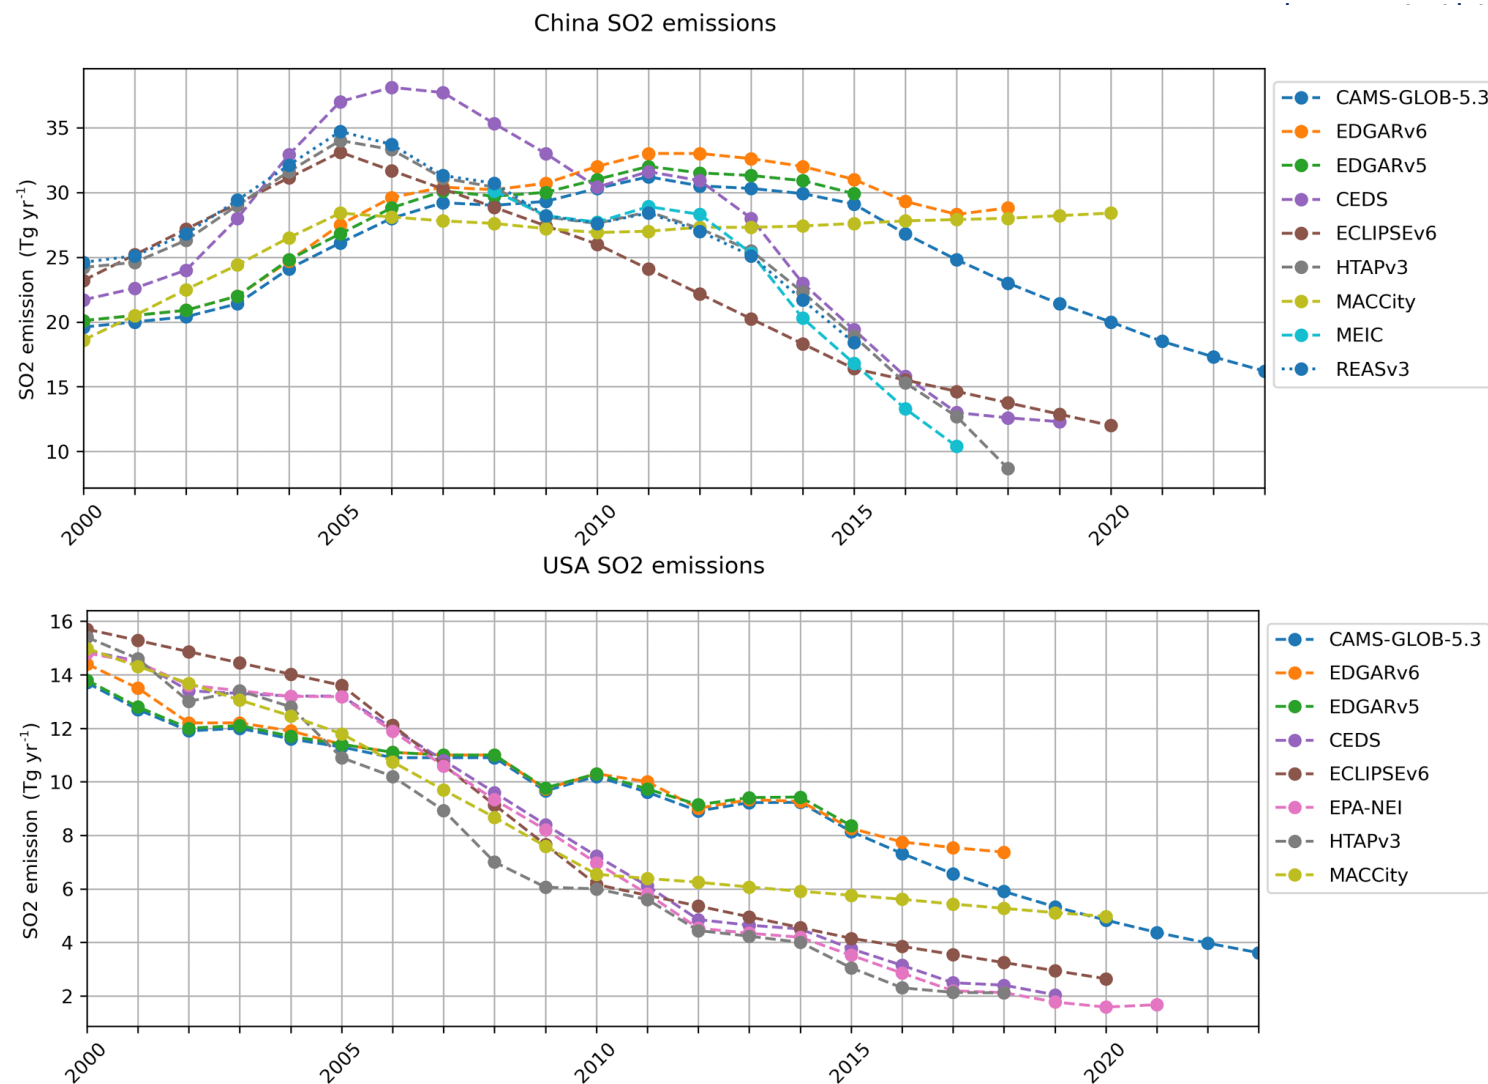 China SO2 emissions
SO2 emission (Tg yr⁻¹)
35
30
25
20
15
10
2000
2005
2010
2015
2020
CAMS-GLOB-5.3
EDGARv6
EDGARv5
CEDS
ECLIPSEv6
HTAPv3
MACCity
MEIC
REASv3
USA SO2 emissions
SO2 emission (Tg yr⁻¹)
16
14
12
10
8
6
4
2
2000
2005
2010
2015
2020
CAMS-GLOB-5.3
EDGARv6
EDGARv5
CEDS
ECLIPSEv6
EPA-NEI
HTAPv3
MACCity